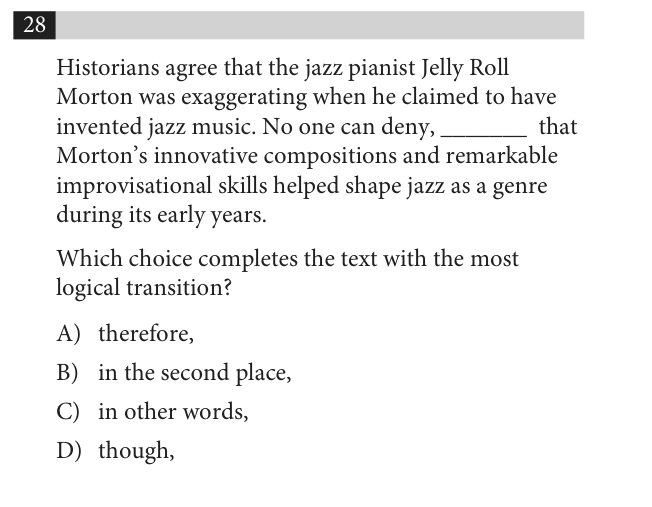 28
Historians agree that the jazz pianist Jelly Roll
Morton was exaggerating when he claimed to have
invented jazz music. No one can deny, _______ that
Morton’s innovative compositions and remarkable
improvisational skills helped shape jazz as a genre
during its early years.
Which choice completes the text with the most
logical transition?
A) therefore,
B) in the second place,
C) in other words,
D) though,